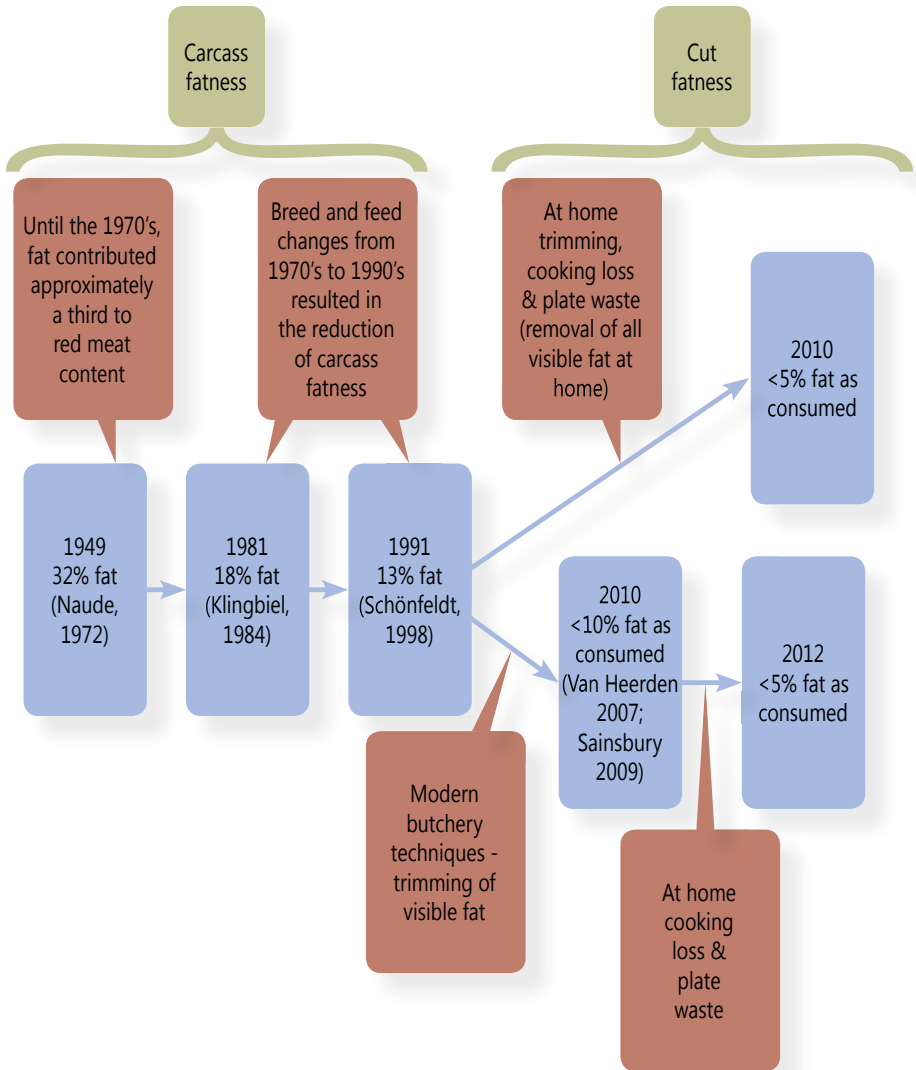 Carcass
fatness
Cut
fatness
Until the 1970's,
fat contributed
approximately
a third to
red meat
content
Breed and feed
changes from
1970's to 1990's
resulted in
the reduction
of carcass
fatness
At home
trimming,
cooking loss
& plate waste
(removal of all
visible fat at
home)
2010
<5% fat as
consumed
1949
32% fat
(Naude,
1972)
1981
18% fat
(Klingbiel,
1984)
1991
13% fat
(Schönfeldt,
1998)
2010
<10% fat as
consumed
(Van Heerden
2007;
Sainsbury
2009)
2012
<5% fat as
consumed
Modern
butchery
techniques -
trimming of
visible fat
At home
cooking
loss &
plate
waste